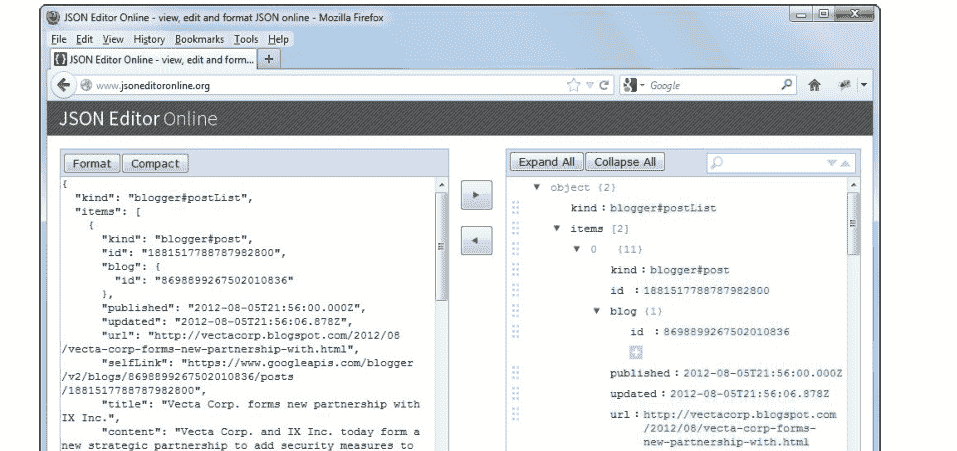 JSON Editor Online - view, edit and format JSON online - Mozilla Firefox
File Edit View History Bookmarks Tools Help
JSON Editor Online - view, edit and form...
www.jsoneditoronline.org
Google
JSON Editor Online
Format Compact
{
"kind": "blogger#postList",
"items": [
{
"kind": "blogger#post",
"id": "1881517788787982800",
"blog": {
"id": "8698899267502010836"
},
"published": "2012-08-05T21:56:00.000Z",
"updated": "2012-08-05T21:56:06.878Z",
"url": "http://vectacorp.blogspot.com/2012/08
/vecta-corp-forms-new-partnership-with.html",
"selfLink": "https://www.googleapis.com/blogger
/v2/blogs/8698899267502010836/posts
/1881517788787982800",
"title": "Vecta Corp. forms new partnership with
IX Inc.",
"content": "Vecta Corp. and IX Inc. today form a
new strategic partnership to add security measures to
Expand All Collapse All
object {2}
kind : blogger#postList
items [2]
0 {11}
kind : blogger#post
id : 1881517788787982800
blog {1}
id : 8698899267502010836
published : 2012-08-05T21:56:00.000Z
updated : 2012-08-05T21:56:06.878Z
url : http://vectacorp.blogspot.com
/2012/08/vecta-corp-forms-
new-partnership-with.html